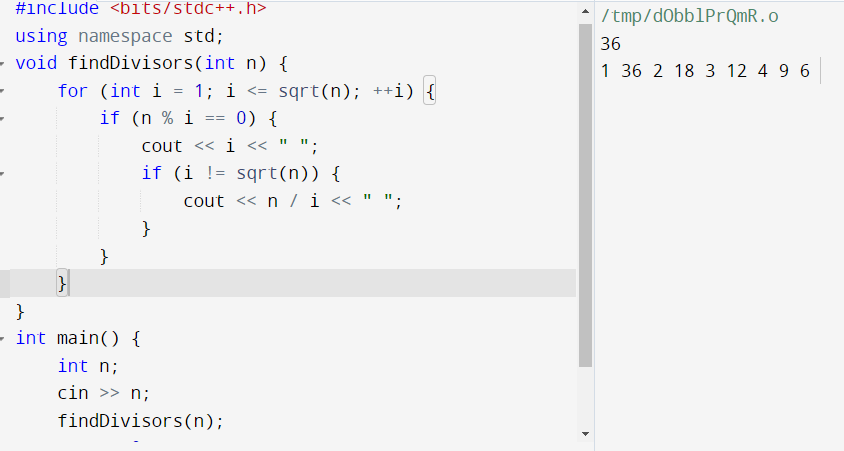 #include <bits/stdc++.h>
using namespace std;
void findDivisors(int n) {
    for (int i = 1; i <= sqrt(n); ++i) {
        if (n % i == 0) {
            cout << i << " ";
            if (i != sqrt(n)) {
                cout << n / i << " ";
            }
        }
    }
}
int main() {
    int n;
    cin >> n;
    findDivisors(n);
/tmp/dObblPrQmR.o
36
1 36 2 18 3 12 4 9 6